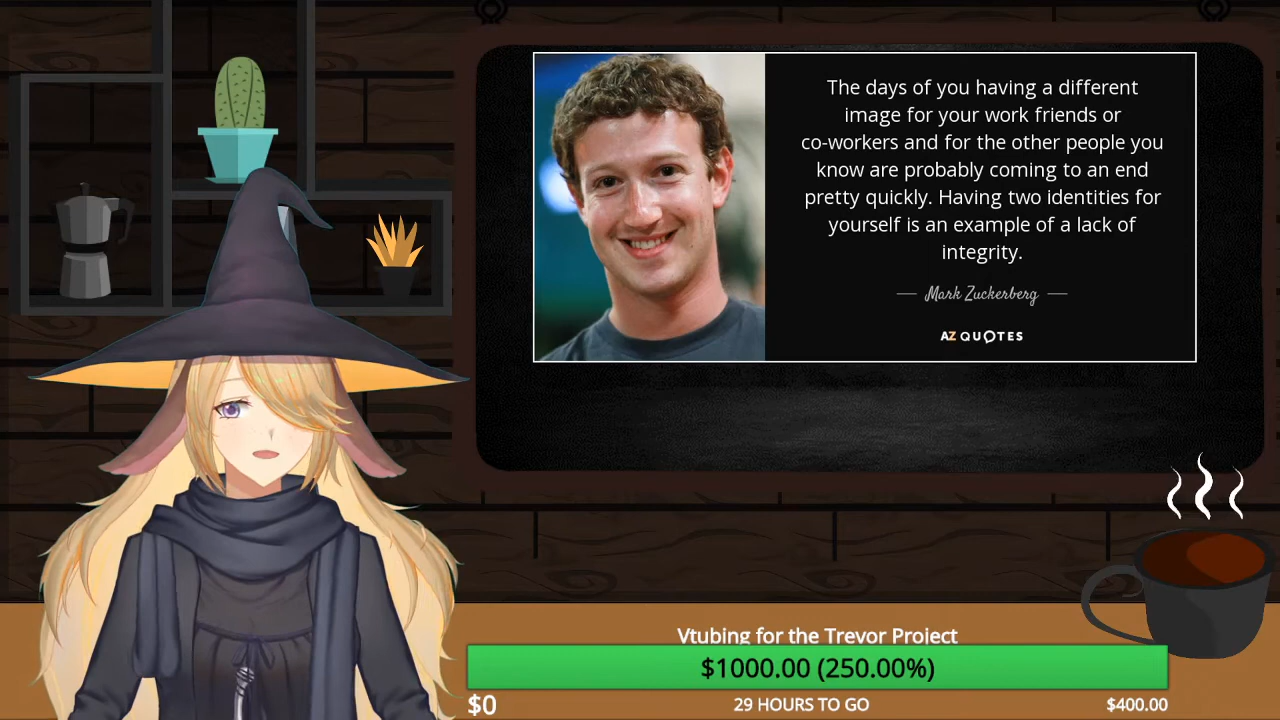 The days of you having a different
image for your work friends or
co-workers and for the other people you
know are probably coming to an end
pretty quickly. Having two identities for
yourself is an example of a lack of
integrity.
— Mark Zuckerberg —
AZ QUOTES
Vtubing for the Trevor Project
$1000.00 (250.00%)
$0 29 HOURS TO GO $400.00